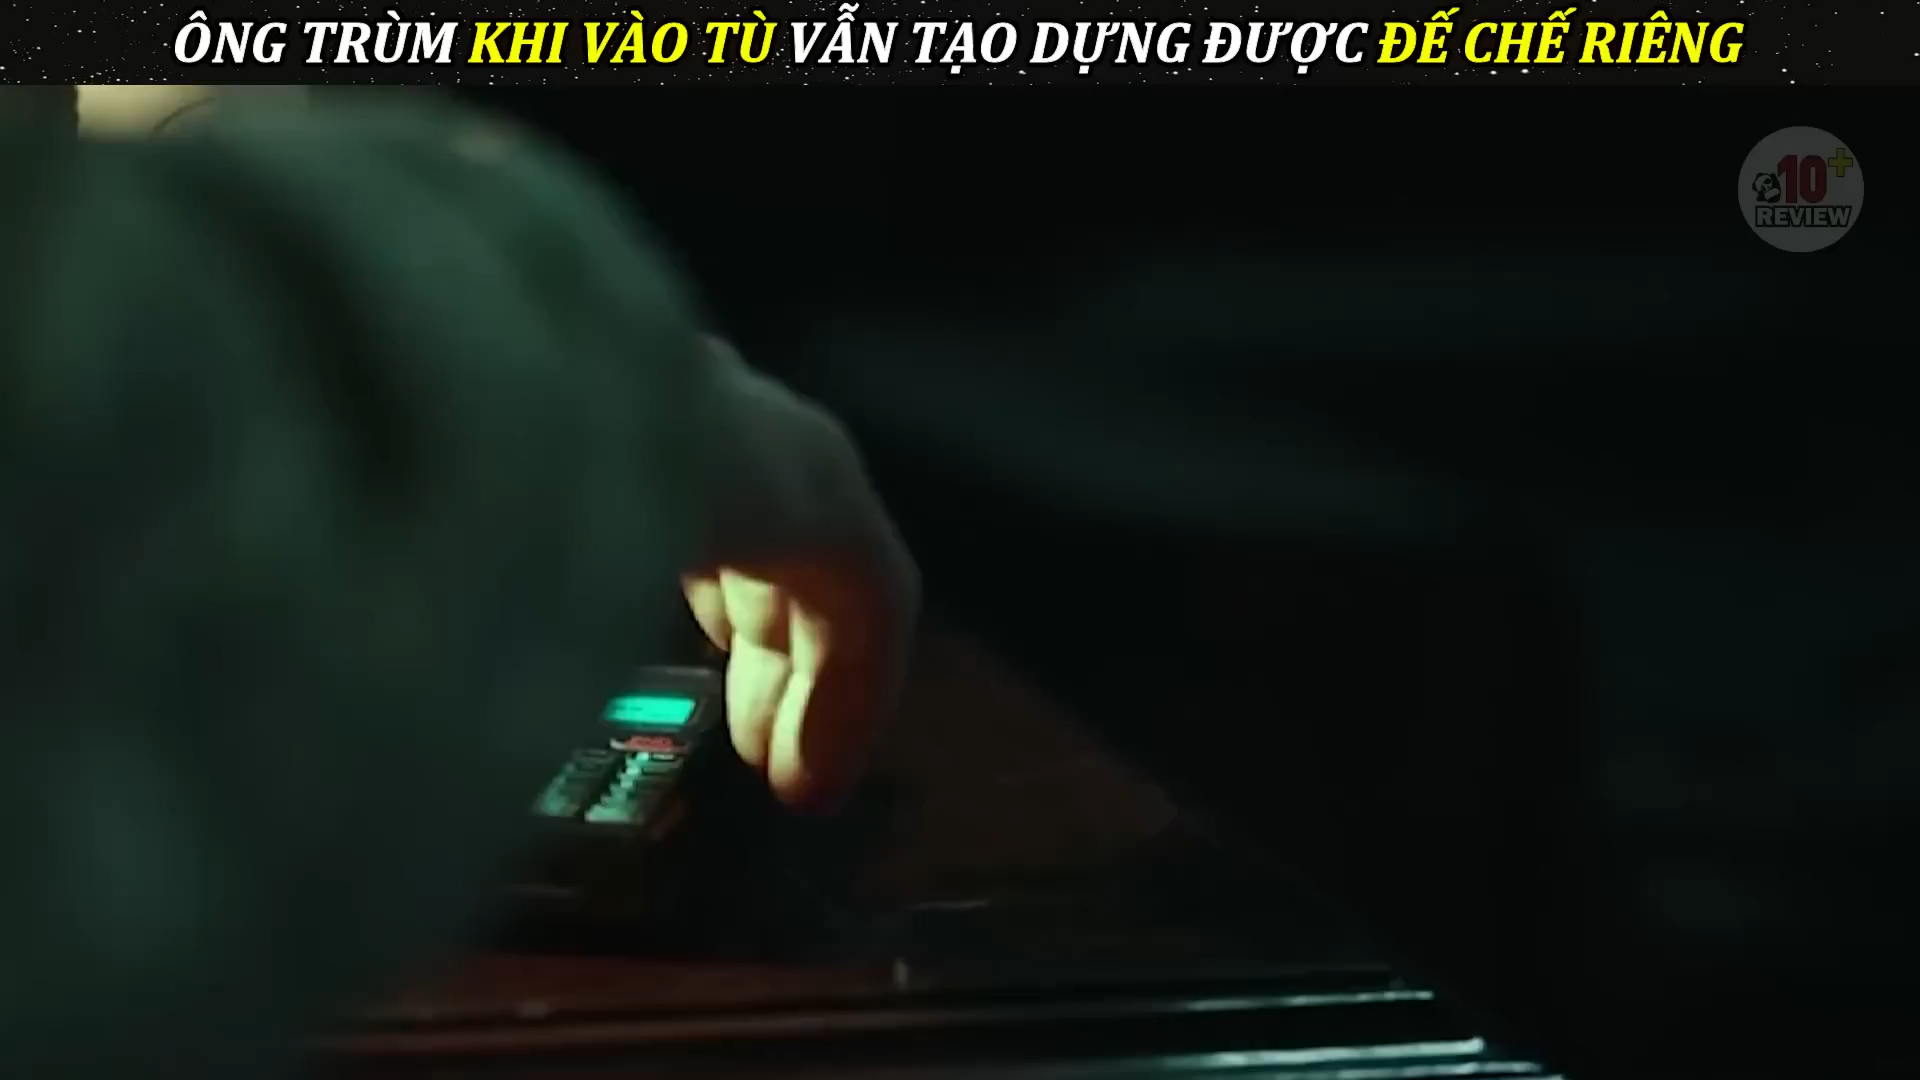 ÔNG TRÙM KHI VÀO TÙ VẪN TẠO DỰNG ĐƯỢC ĐẾ CHẾ RIÊNG
10+
REVIEW